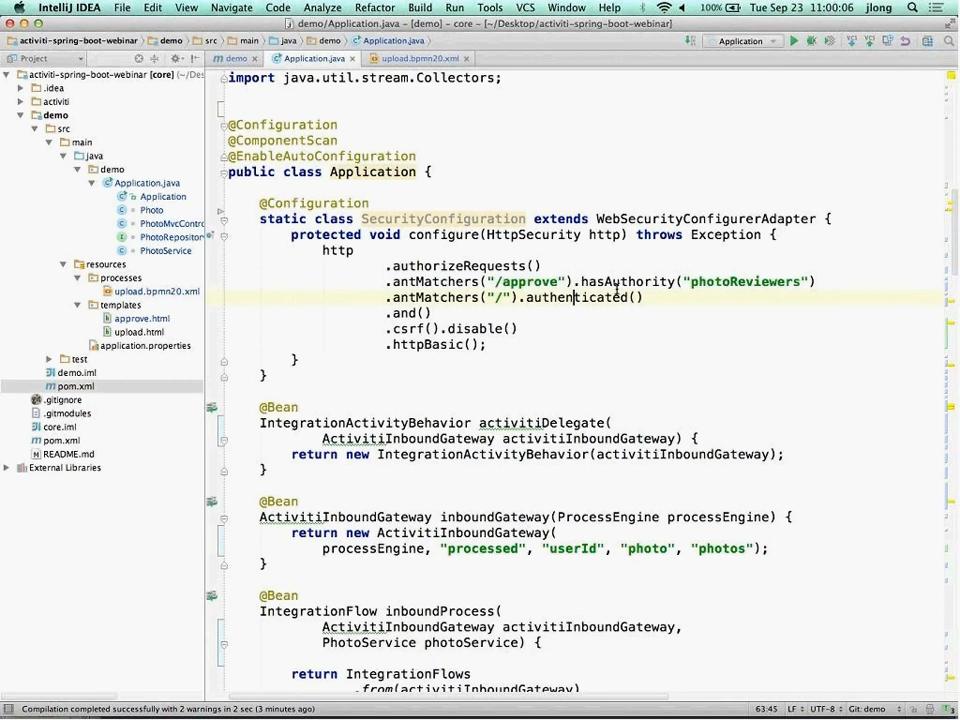 IntelliJ IDEA File Edit View Navigate Code Analyze Refactor Build Run Tools VCS Window Help 100% Tue Sep 23 11:00:06 jlong
demo/Application.java - [demo] - core - [~/Desktop/activiti-spring-boot-webinar]
activiti-spring-boot-webinar demo src main java demo Application.java Application
Project
demo Application.java upload.bpmn20.xml
activiti-spring-boot-webinar [core] (~/Des
.idea
activiti
demo
src
main
java
demo
Application.java
Application
Photo
PhotoMvcContro
PhotoRepositor
PhotoService
resources
processes
upload.bpmn20.xml
templates
approve.html
upload.html
application.properties
test
demo.iml
pom.xml
.gitignore
.gitmodules
core.iml
pom.xml
README.md
External Libraries
import java.util.stream.Collectors;
@Configuration
@ComponentScan
@EnableAutoConfiguration
public class Application {
@Configuration
static class SecurityConfiguration extends WebSecurityConfigurerAdapter {
protected void configure(HttpSecurity http) throws Exception {
http
.authorizeRequests()
.antMatchers("/approve").hasAuthority("photoReviewers")
.antMatchers("/").authenticated()
.and()
.csrf().disable()
.httpBasic();
}
}
@Bean
IntegrationActivityBehavior activitiDelegate(
ActivitiInboundGateway activitiInboundGateway) {
return new IntegrationActivityBehavior(activitiInboundGateway);
}
@Bean
ActivitiInboundGateway inboundGateway(ProcessEngine processEngine) {
return new ActivitiInboundGateway(
processEngine, "processed", "userId", "photo", "photos");
}
@Bean
IntegrationFlow inboundProcess(
ActivitiInboundGateway activitiInboundGateway,
PhotoService photoService) {
return IntegrationFlows
.from(activitiInboundGateway)
Compilation completed successfully with 2 warnings in 2 sec (3 minutes ago) 63:45 LF UTF-8 Git: demo